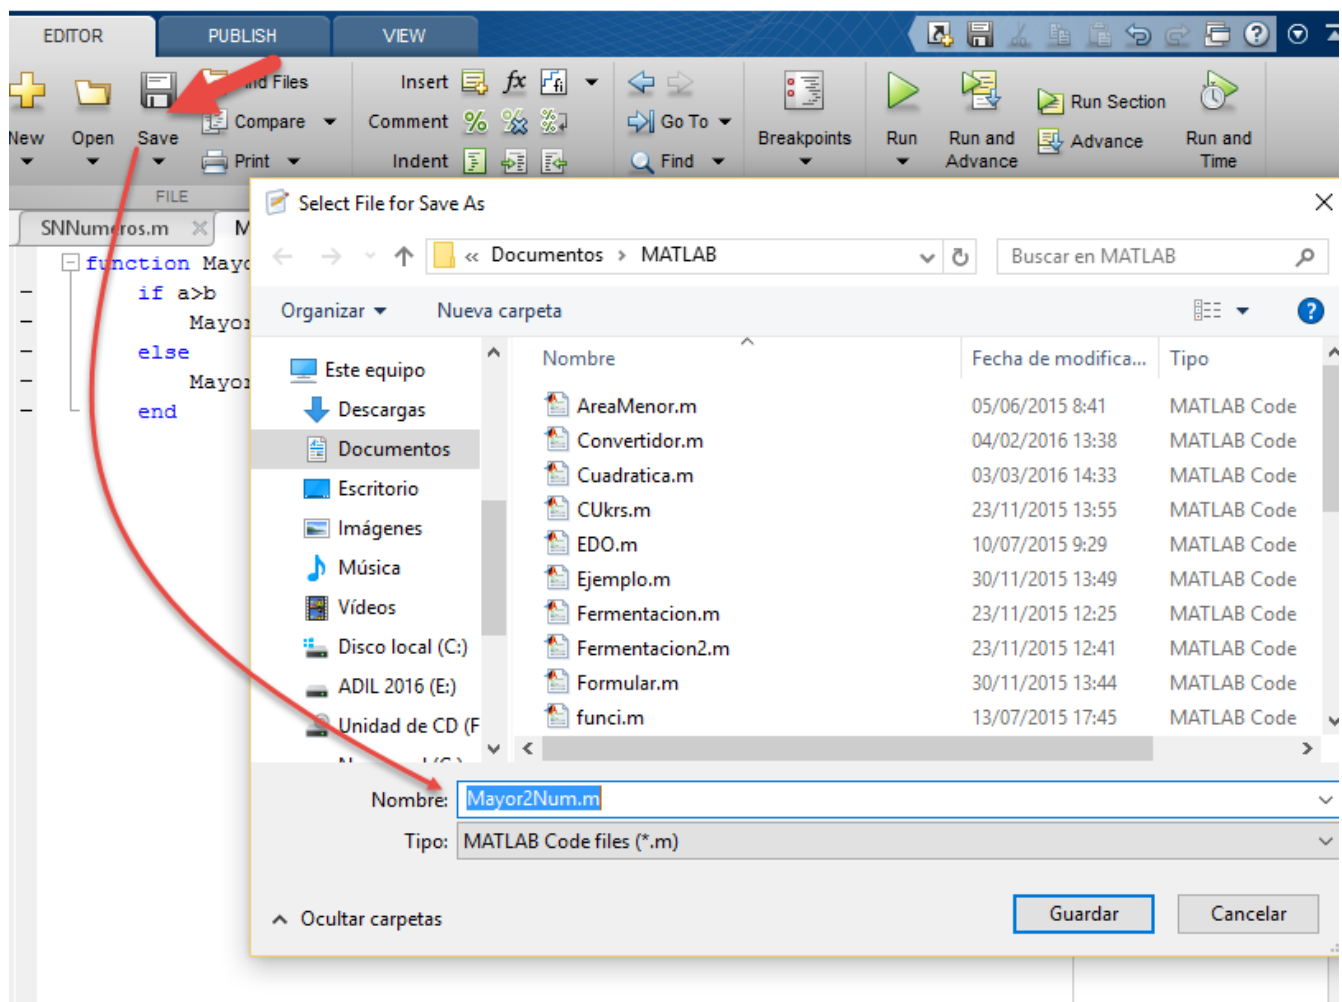 EDITOR PUBLISH VIEW
Find Files Insert fx fi
Compare Comment Go To Breakpoints Run Run and Advance Run Section Run and Time
New Open Save Advance
Print Indent Find
FILE
Select File for Save As
SNNumeros.m M
« Documentos > MATLAB Buscar en MATLAB
function Mayo
if a>b
Mayor
else
Mayor
end
Organizar Nueva carpeta
Nombre Fecha de modifica... Tipo
Este equipo
Descargas
Documentos
Escritorio
Imágenes
Música
Vídeos
Disco local (C:)
ADIL 2016 (E:)
Unidad de CD (F
AreaMenor.m 05/06/2015 8:41 MATLAB Code
Convertidor.m 04/02/2016 13:38 MATLAB Code
Cuadratica.m 03/03/2016 14:33 MATLAB Code
CUkrs.m 23/11/2015 13:55 MATLAB Code
EDO.m 10/07/2015 9:29 MATLAB Code
Ejemplo.m 30/11/2015 13:49 MATLAB Code
Fermentacion.m 23/11/2015 12:25 MATLAB Code
Fermentacion2.m 23/11/2015 12:41 MATLAB Code
Formular.m 30/11/2015 13:44 MATLAB Code
funci.m 13/07/2015 17:45 MATLAB Code
Nombre: Mayor2Num.m
Tipo: MATLAB Code files (*.m)
Ocultar carpetas Guardar Cancelar